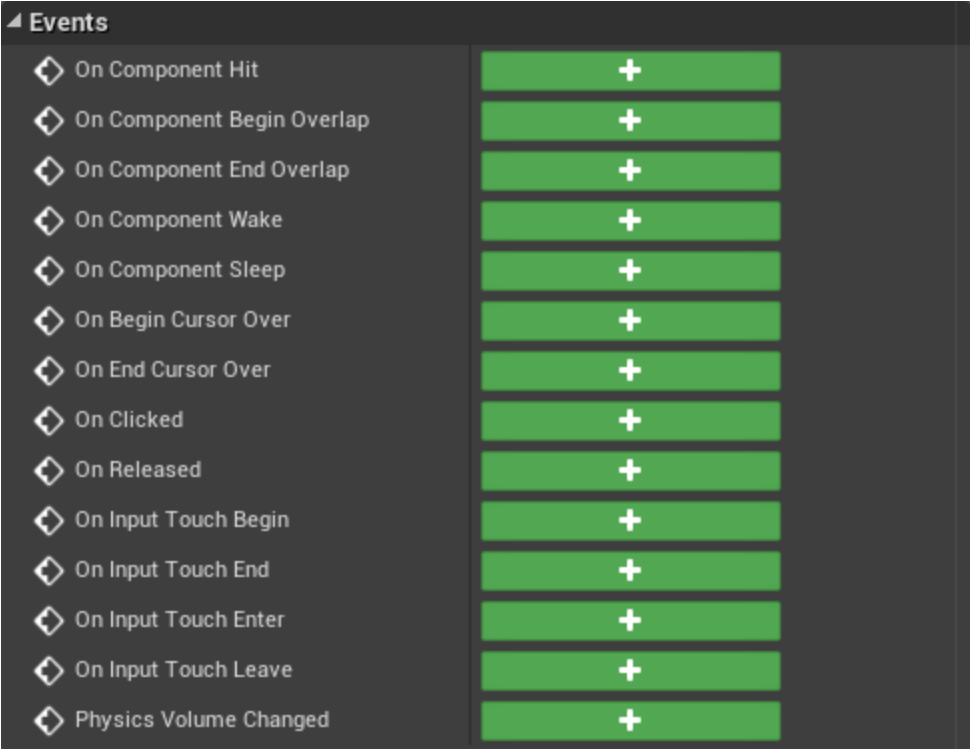 Events
On Component Hit
On Component Begin Overlap
On Component End Overlap
On Component Wake
On Component Sleep
On Begin Cursor Over
On End Cursor Over
On Clicked
On Released
On Input Touch Begin
On Input Touch End
On Input Touch Enter
On Input Touch Leave
Physics Volume Changed